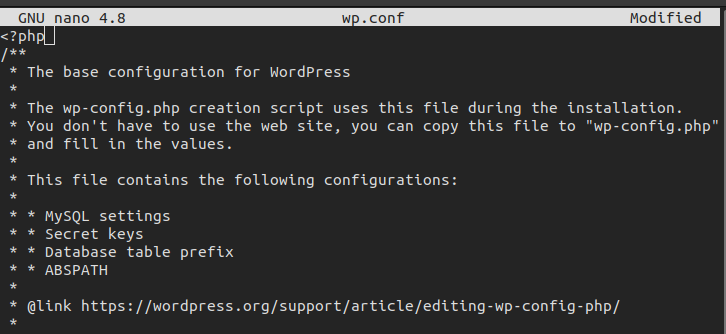 GNU nano 4.8 wp.conf Modified
<?php
/**
 * The base configuration for WordPress
 *
 * The wp-config.php creation script uses this file during the installation.
 * You don't have to use the web site, you can copy this file to "wp-config.php"
 * and fill in the values.
 *
 * This file contains the following configurations:
 *
 * * MySQL settings
 * * Secret keys
 * * Database table prefix
 * * ABSPATH
 *
 * @link https://wordpress.org/support/article/editing-wp-config-php/
 *